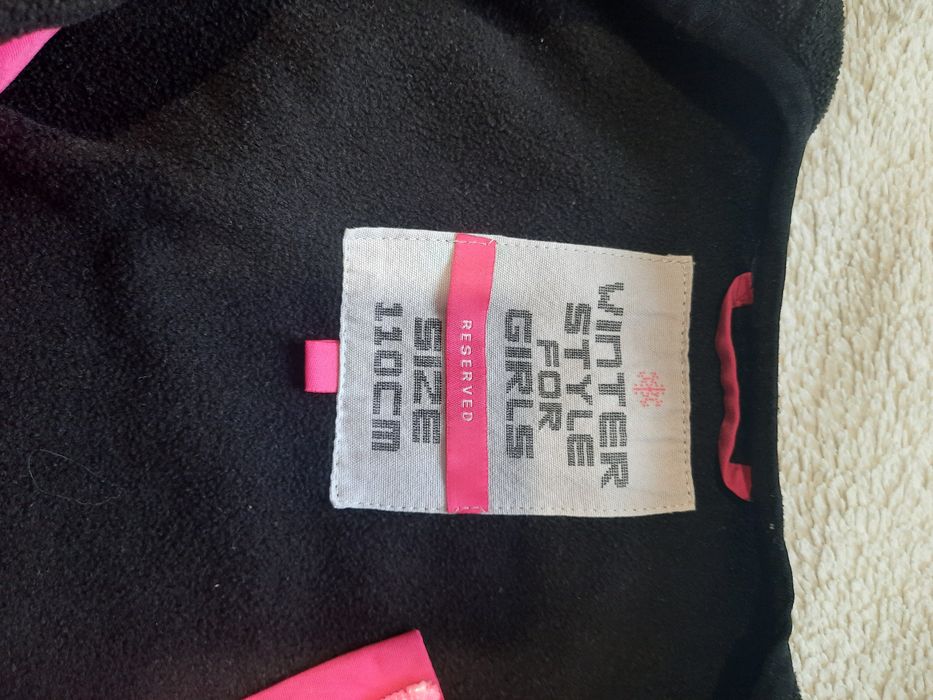 WINTER
STYLE
FOR
GIRLS
RESERVED
SIZE
110CM